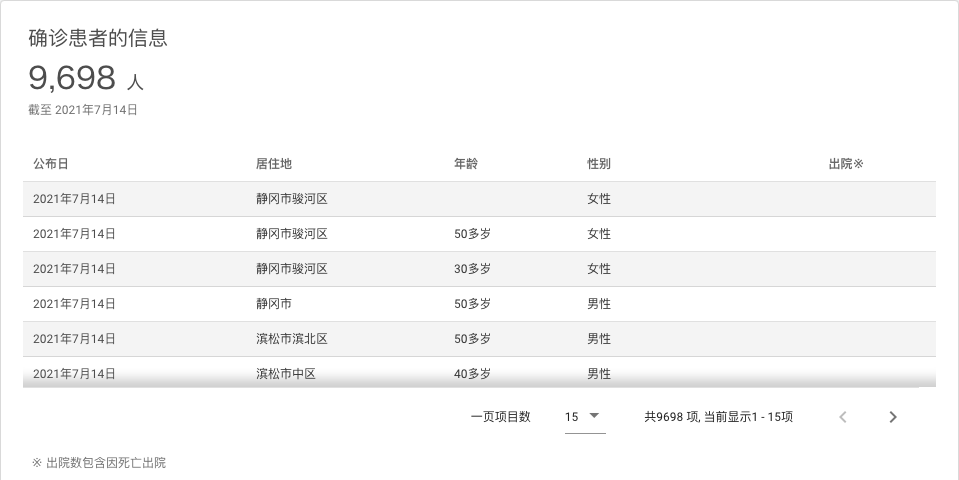 确诊患者的信息
9,698 人
截至 2021年7月14日
公布日 居住地 年龄 性别 出院※
2021年7月14日 静冈市骏河区 女性
2021年7月14日 静冈市骏河区 50多岁 女性
2021年7月14日 静冈市骏河区 30多岁 女性
2021年7月14日 静冈市 50多岁 男性
2021年7月14日 滨松市滨北区 50多岁 男性
2021年7月14日 滨松市中区 40多岁 男性
一页项目数 15 共9698 项, 当前显示1 - 15项
※ 出院数包含因死亡出院